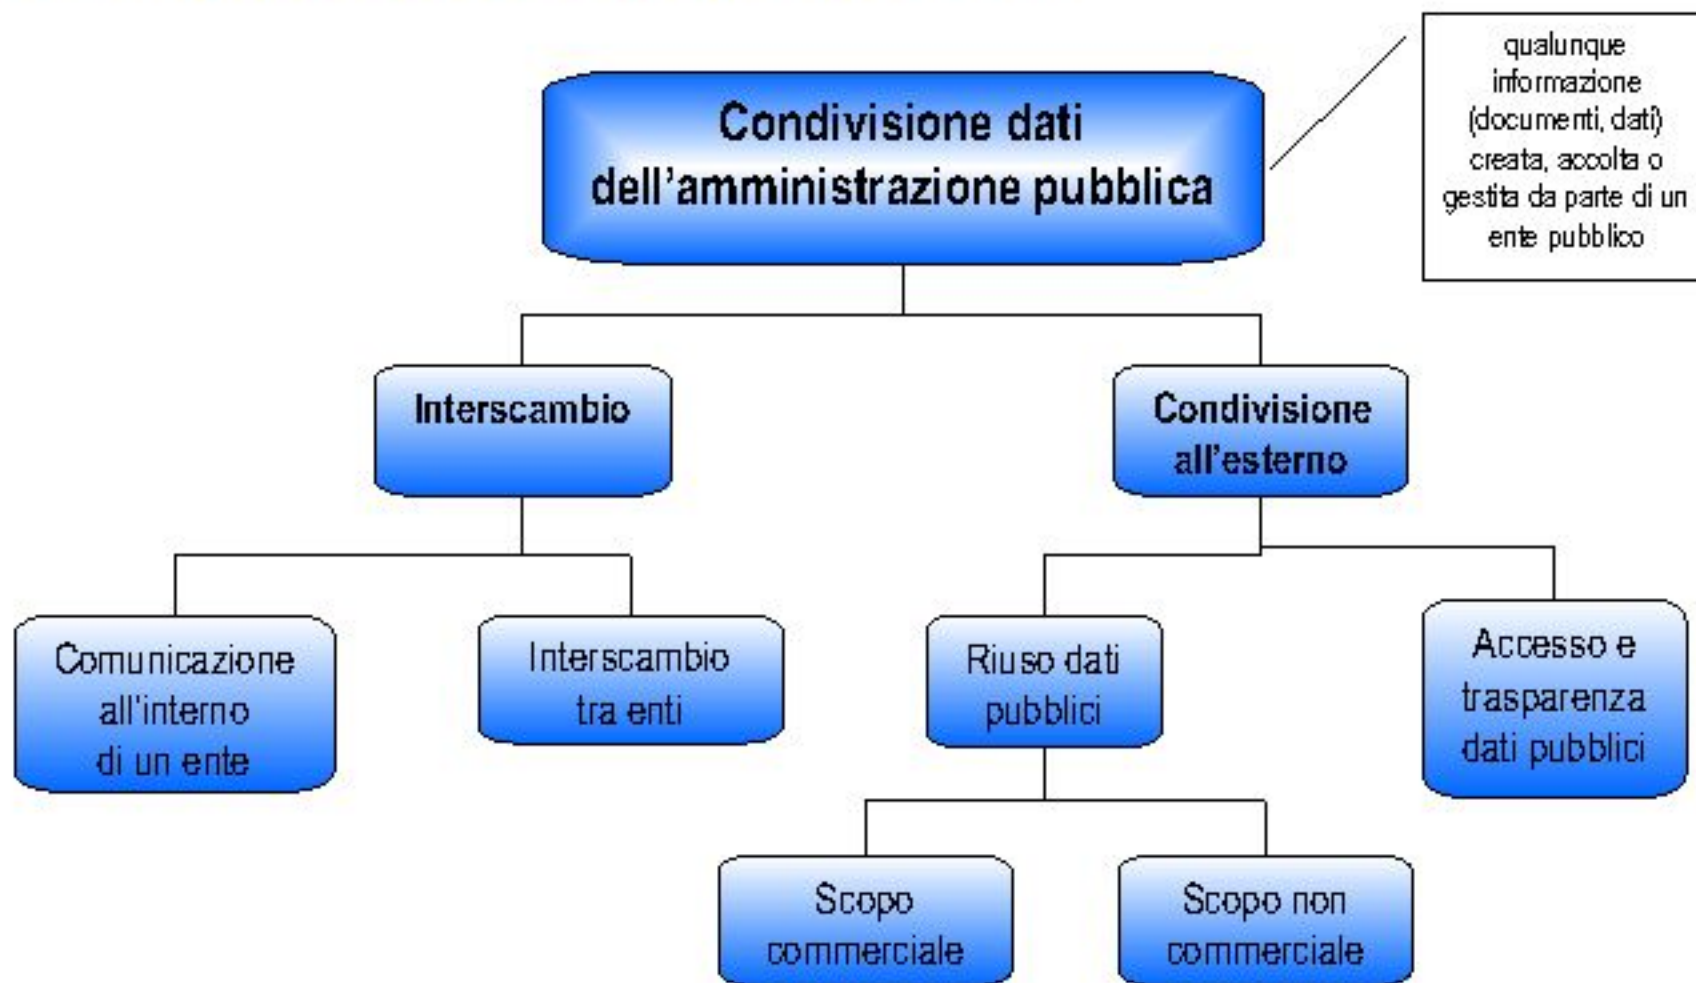 Condivisione dati
dell'amministrazione pubblica
qualunque
informazione
(documenti, dati)
creata, accolta o
gestita da parte di un
ente pubblico
Interscambio
Condivisione
all'esterno
Comunicazione
all'interno
di un ente
Interscambio
tra enti
Riuso dati
pubblici
Accesso e
trasparenza
dati pubblici
Scopo
commerciale
Scopo non
commerciale